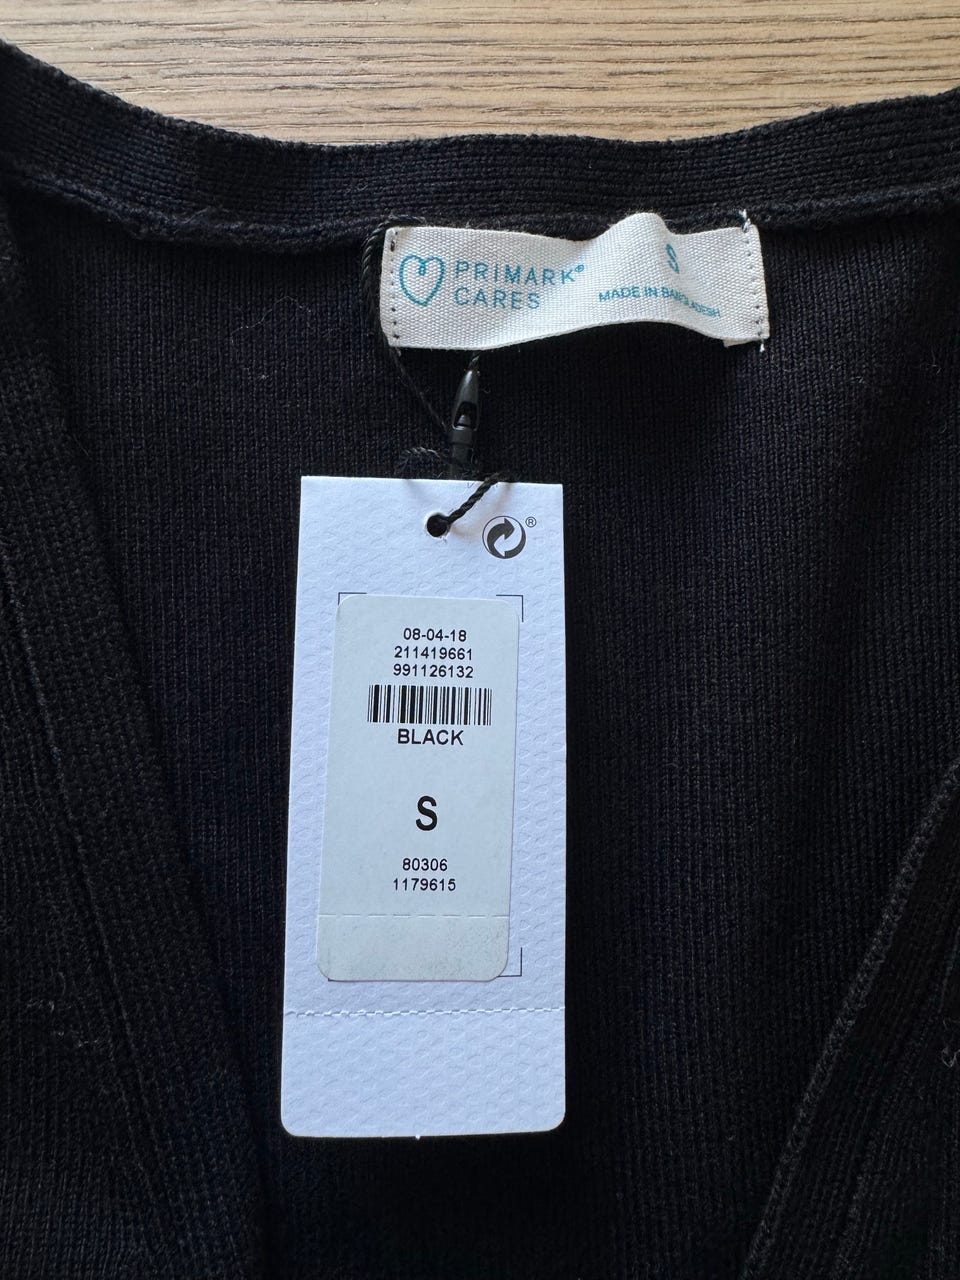 PRIMARK®
CARES
S
MADE IN BANGLADESH
®
08-04-18
211419661
991126132
BLACK
S
80306
1179615